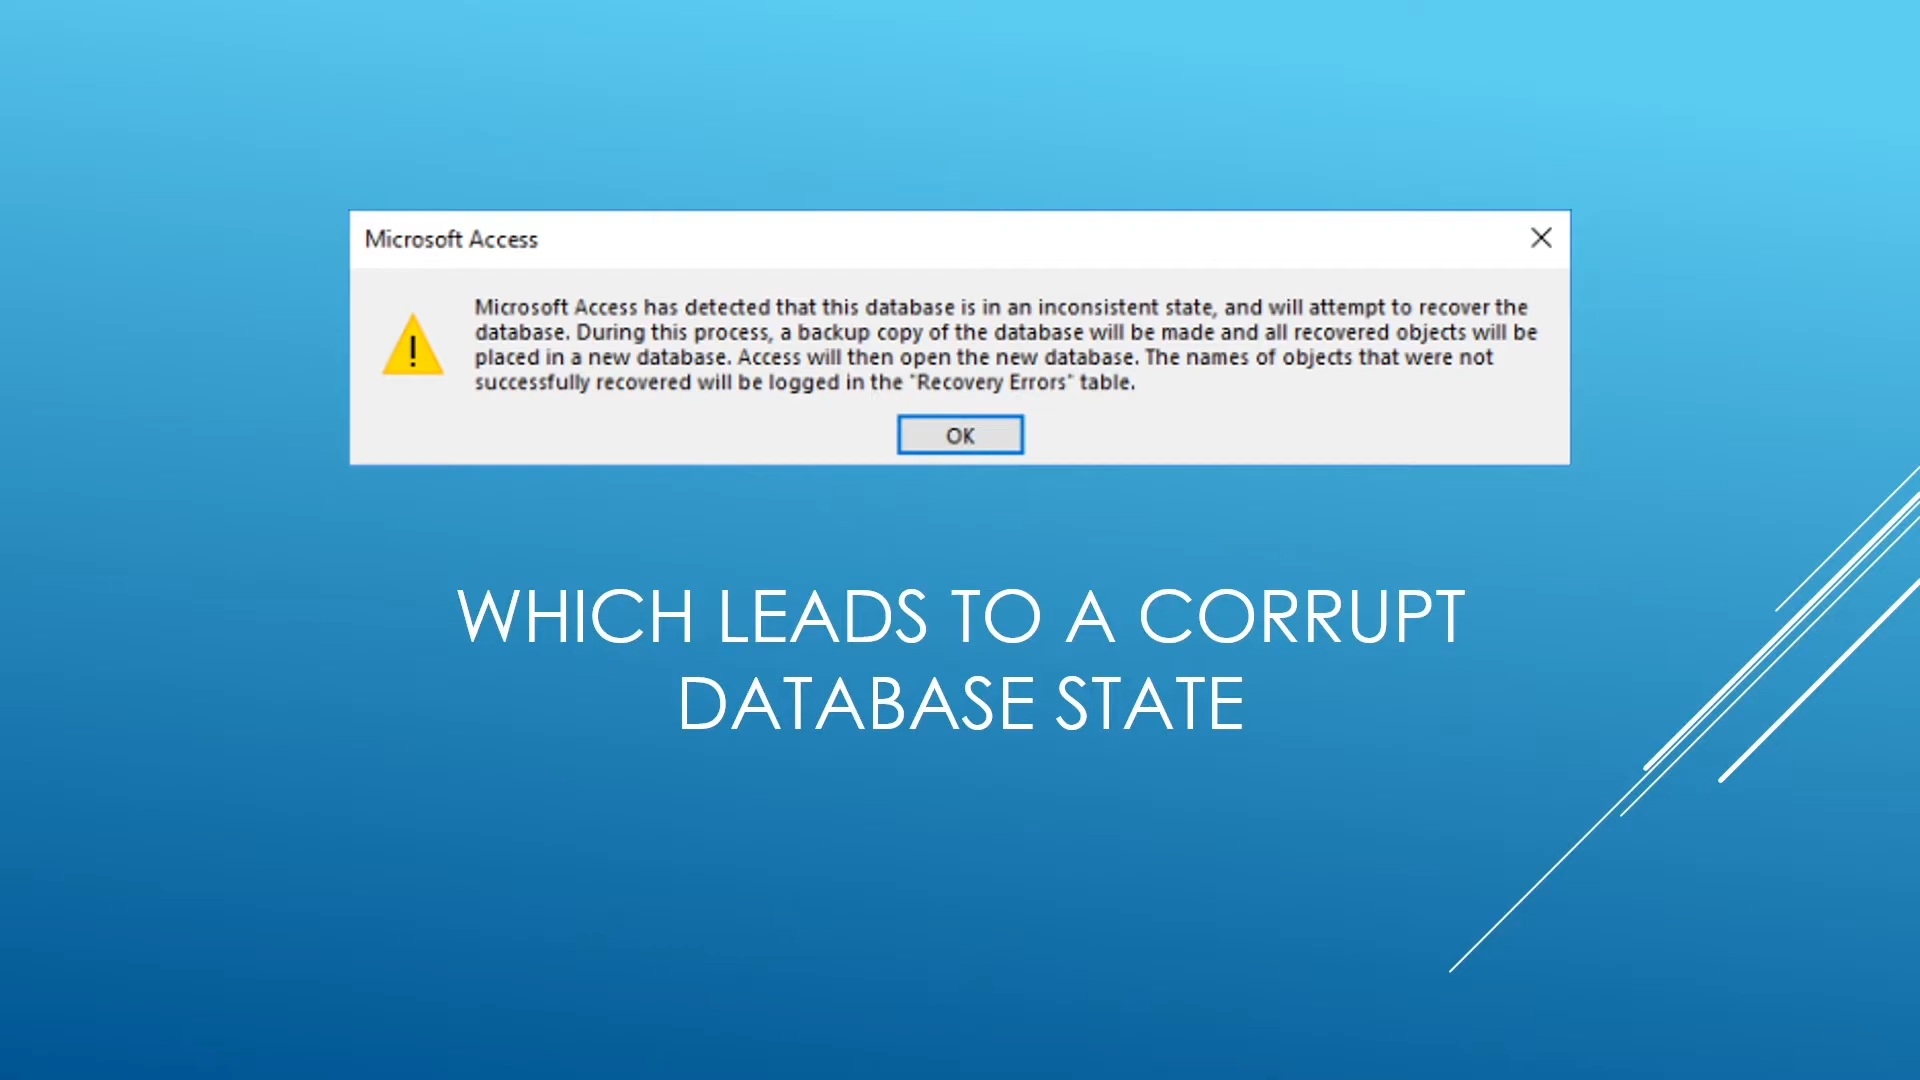 Microsoft Access
Microsoft Access has detected that this database is in an inconsistent state, and will attempt to recover the
database. During this process, a backup copy of the database will be made and all recovered objects will be
placed in a new database. Access will then open the new database. The names of objects that were not
successfully recovered will be logged in the "Recovery Errors" table.
OK
WHICH LEADS TO A CORRUPT
DATABASE STATE